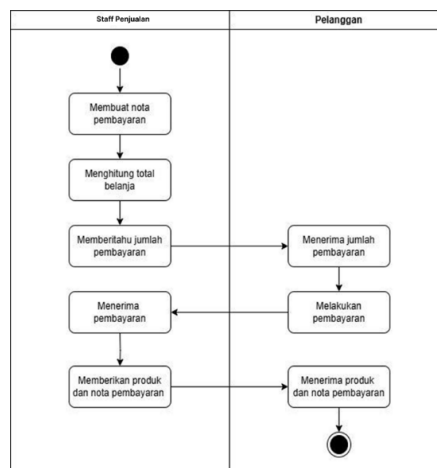 Staff Penjualan
Pelanggan
Membuat nota
pembayaran
Menghitung total
belanja
Memberitahu jumlah
pembayaran
Menerima jumlah
pembayaran
Melakukan
pembayaran
Menerima
pembayaran
Memberikan produk
dan nota pembayaran
Menerima produk
dan nota pembayaran